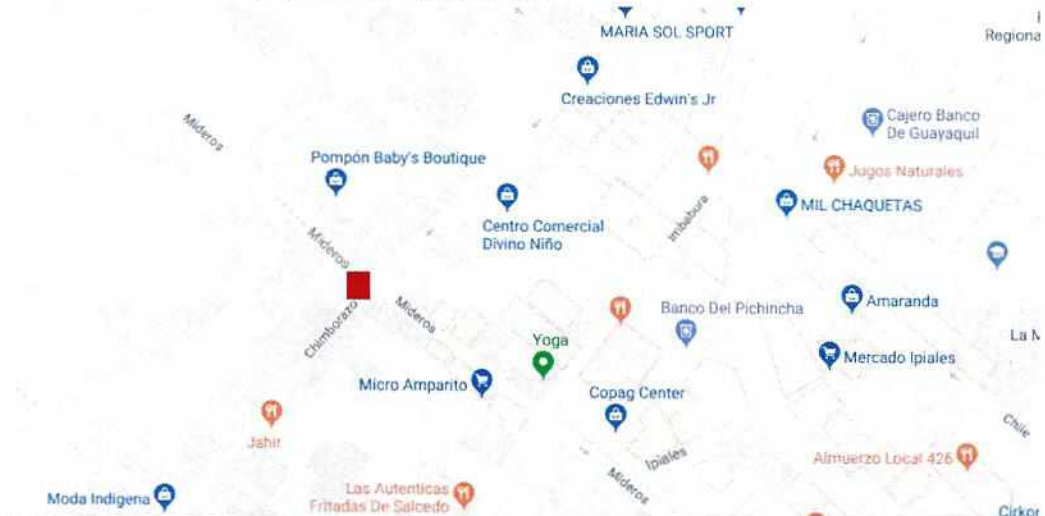 MARIA SOL SPORT
Regiona
Creaciones Edwin's Jr
Cajero Banco
De Guayaquil
Mideros
Pompón Baby's Boutique
Jugos Naturales
MIL CHAQUETAS
Imbabura
Centro Comercial
Divino Niño
Mideros
Amaranda
Banco Del Pichincha
Mideros
Chimborazo
La
Yoga
Mercado Ipiales
Micro Amparito
Copag Center
Chile
Jahir
Ipiales
Almuerzo Local 426
Mideros
Moda Indigena
Las Autenticas
Fritadas De Salcedo
Cirkor